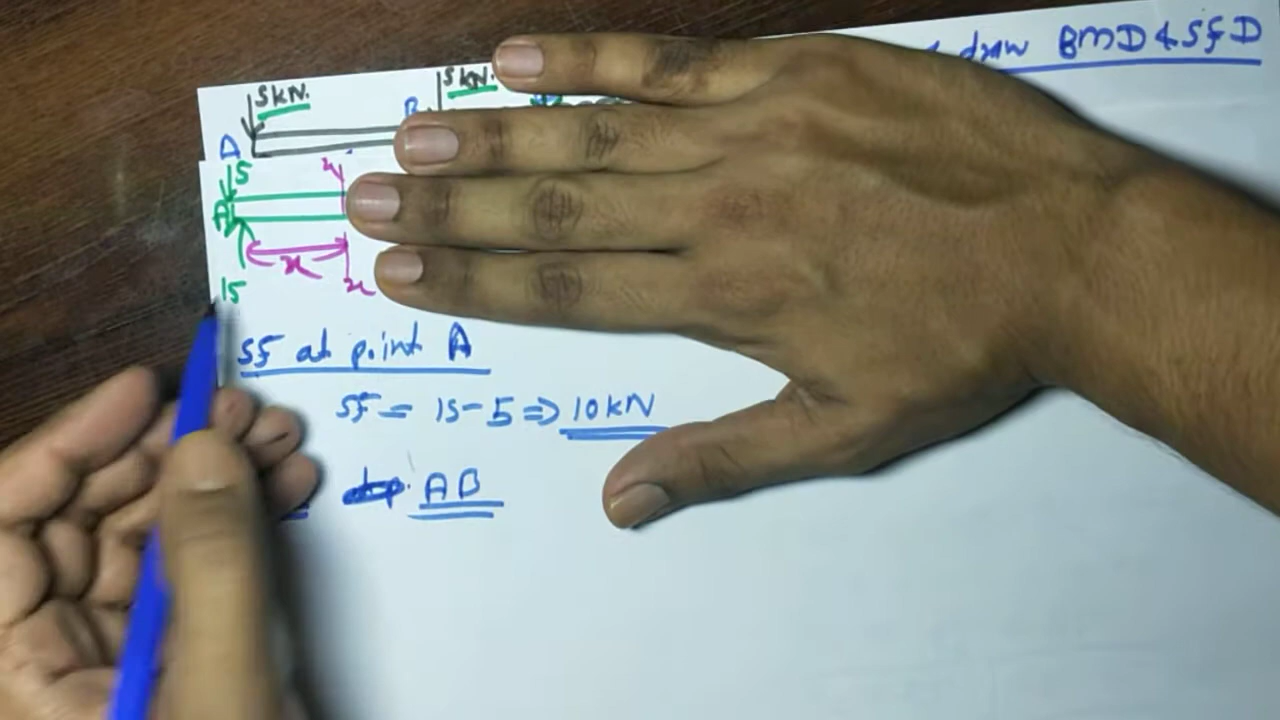 draw BMD & SFD
5kN. 5kN.
A B
5 x
A
x
15 x
SF at point A
SF = 15 - 5 => 10kN
AB